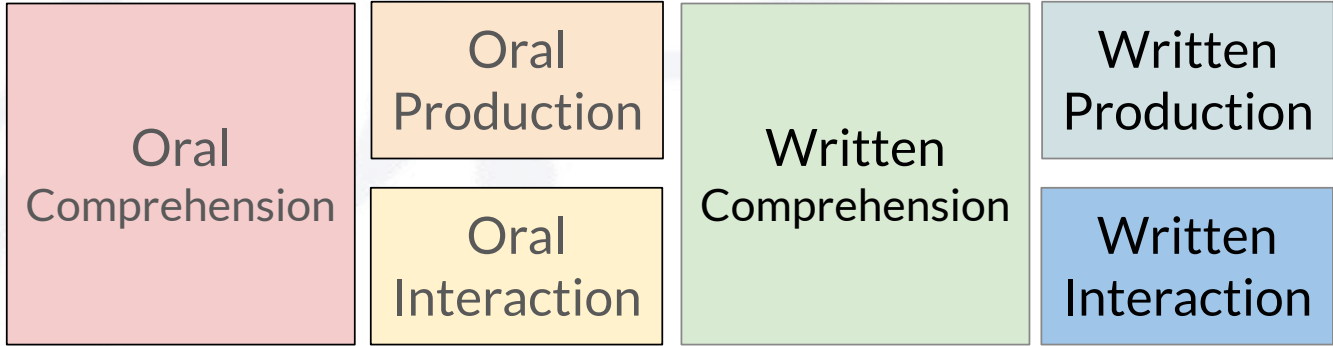 Oral
Comprehension
Oral
Production
Oral
Interaction
Written
Comprehension
Written
Production
Written
Interaction